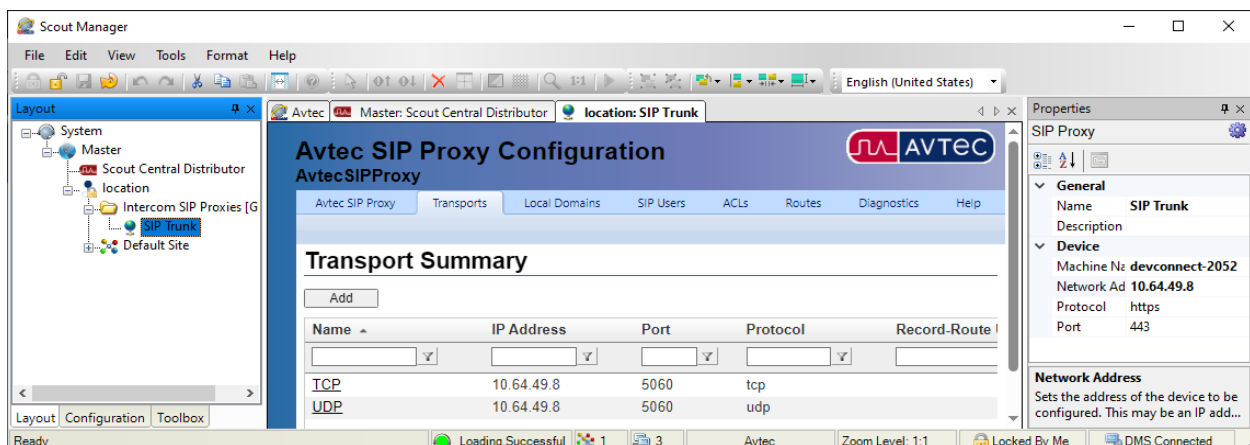 Scout Manager
File Edit View Tools Format Help
1:1 English (United States)
Layout
System
Master
Scout Central Distributor
location
Intercom SIP Proxies [G
SIP Trunk
Default Site
Layout Configuration Toolbox
Avtec Master: Scout Central Distributor location: SIP Trunk
Avtec SIP Proxy Configuration
AvtecSIPProxy
AVTEC
Avtec SIP Proxy Transports Local Domains SIP Users ACLs Routes Diagnostics Help
Transport Summary
Add
Name IP Address Port Protocol Record-Route
TCP 10.64.49.8 5060 tcp
UDP 10.64.49.8 5060 udp
Properties
SIP Proxy
General
Name SIP Trunk
Description
Device
Machine Na devconnect-2052
Network Ad 10.64.49.8
Protocol https
Port 443
Network Address
Sets the address of the device to be
configured. This may be an IP add...
Ready Loading Successful 1 3 Avtec Zoom Level: 1:1 Locked By Me DMS Connected